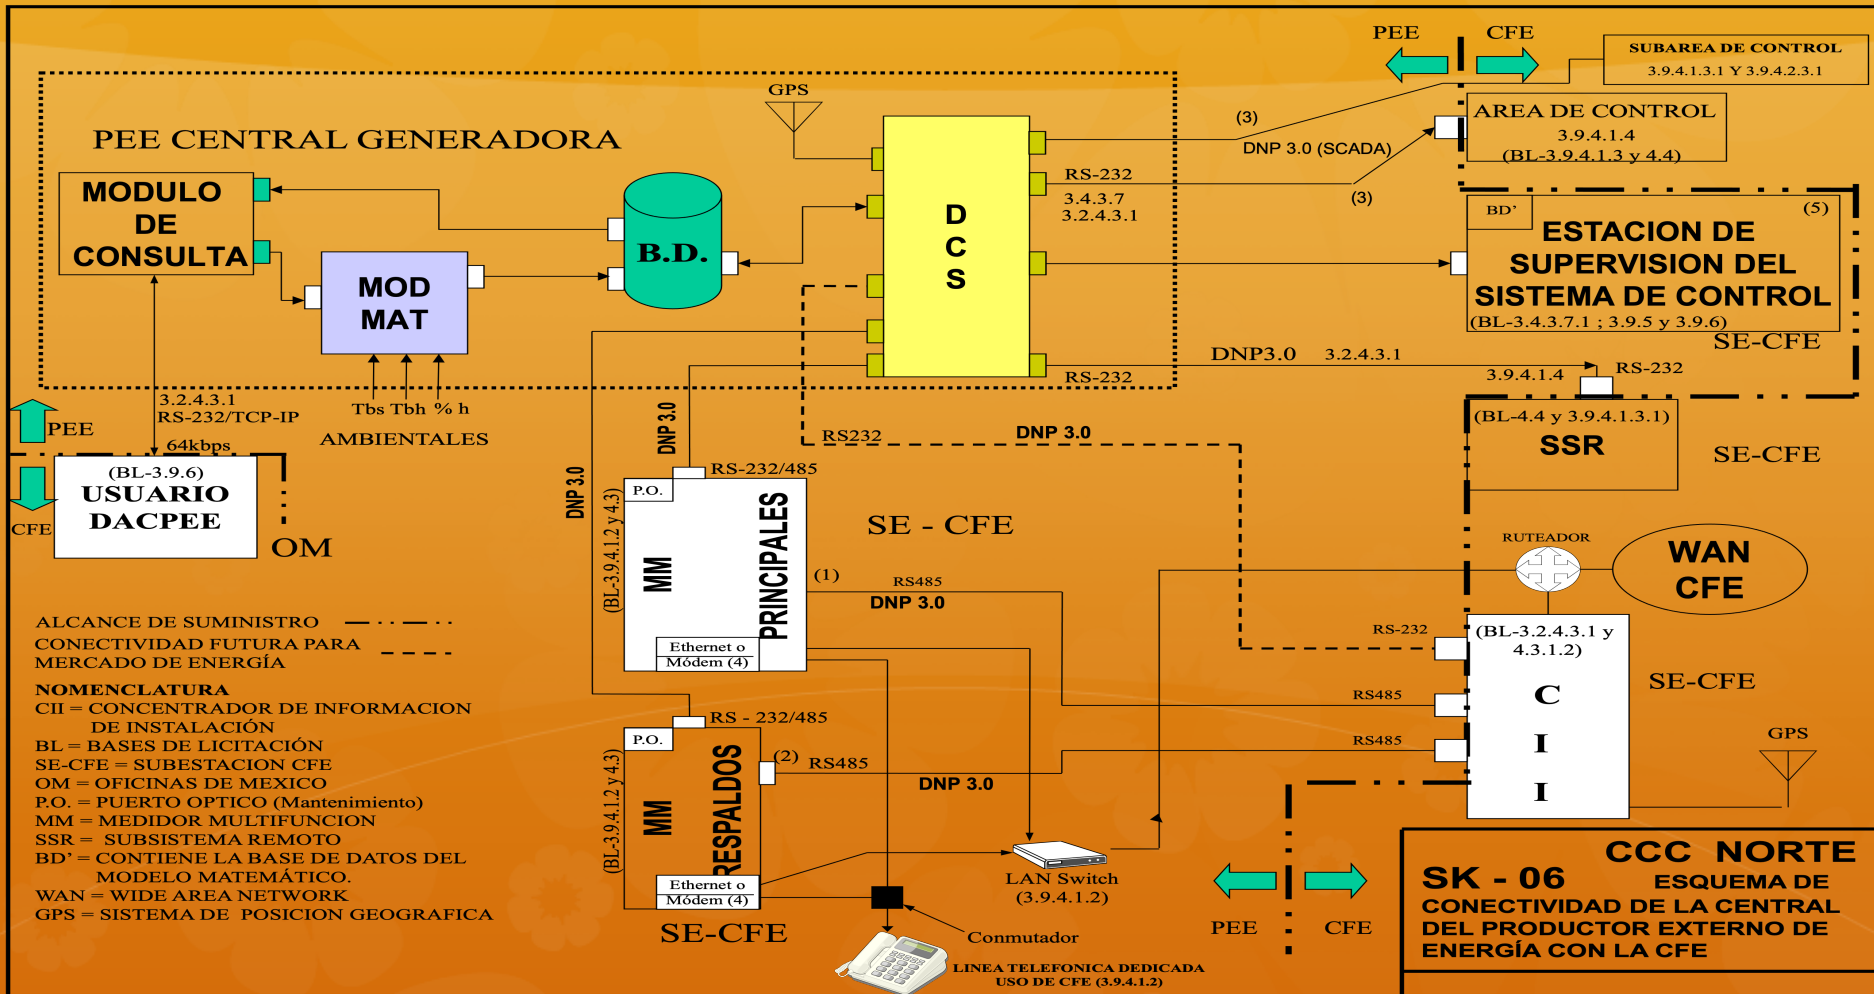 PEE
CFE
SUBAREA DE CONTROL
3.9.4.1.3.1 Y 3.9.4.2.3.1
GPS
AREA DE CONTROL
3.9.4.1.4
(BL-3.9.4.1.3 y 4.4)
(3)
DNP 3.0 (SCADA)
PEE CENTRAL GENERADORA
RS-232
3.4.3.7
3.2.4.3.1
(3)
MODULO
DE
CONSULTA
B.D.
D
C
S
BD’
(5)
ESTACION DE
SUPERVISION DEL
SISTEMA DE CONTROL
(BL-3.4.3.7.1 ; 3.9.5 y 3.9.6)
SE-CFE
MOD
MAT
DNP3.0
3.2.4.3.1
RS-232
3.9.4.1.4
RS-232
Tbs Tbh % h
AMBIENTALES
3.2.4.3.1
RS-232/TCP-IP
64kbps
PEE
CFE
(BL-3.9.6)
USUARIO
DACPEE
OM
DNP 3.0
DNP 3.0
RS232
DNP 3.0
(BL-4.4 y 3.9.4.1.3.1)
SSR
SE-CFE
RS-232/485
P.O.
(BL-3.9.4.1.2 y 4.3)
MM
PRINCIPALES
Ethernet o
Módem (4)
SE - CFE
(1)
RS485
DNP 3.0
RUTEADOR
WAN
CFE
RS-232
(BL-3.2.4.3.1 y
4.3.1.2)
C
I
I
SE-CFE
RS485
RS485
GPS
ALCANCE DE SUMINISTRO
CONECTIVIDAD FUTURA PARA
MERCADO DE ENERGÍA
NOMENCLATURA
CII = CONCENTRADOR DE INFORMACION
DE INSTALACIÓN
BL = BASES DE LICITACIÓN
SE-CFE = SUBESTACION CFE
OM = OFICINAS DE MEXICO
P.O. = PUERTO OPTICO (Mantenimiento)
MM = MEDIDOR MULTIFUNCION
SSR = SUBSISTEMA REMOTO
BD’ = CONTIENE LA BASE DE DATOS DEL
MODELO MATEMÁTICO.
WAN = WIDE AREA NETWORK
GPS = SISTEMA DE POSICION GEOGRAFICA
RS - 232/485
P.O.
(BL-3.9.4.1.2 y 4.3)
MM
RESPALDOS
Ethernet o
Módem (4)
SE-CFE
(2)
RS485
DNP 3.0
LAN Switch
(3.9.4.1.2)
Conmutador
LINEA TELEFONICA DEDICADA
USO DE CFE (3.9.4.1.2)
PEE
CFE
CCC NORTE
SK - 06
ESQUEMA DE
CONECTIVIDAD DE LA CENTRAL
DEL PRODUCTOR EXTERNO DE
ENERGÍA CON LA CFE